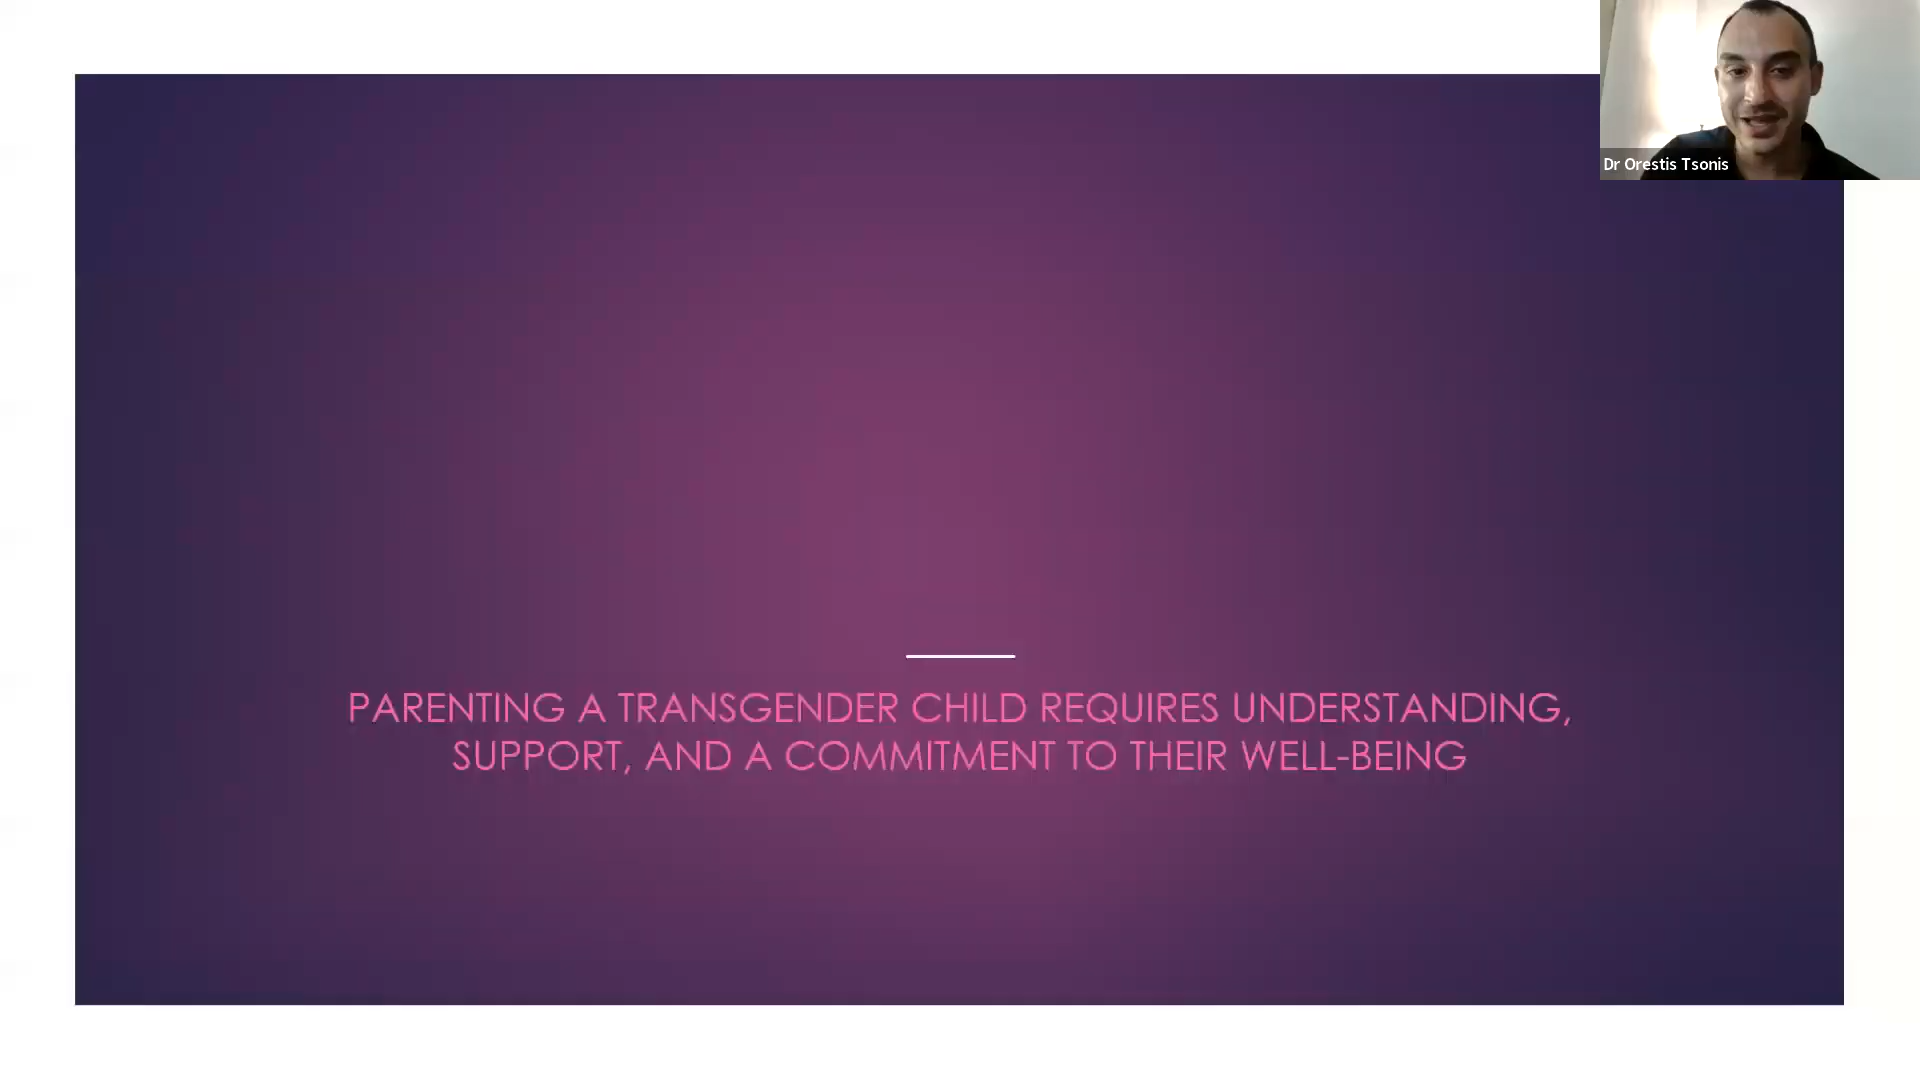 Dr Orestis Tsonis
PARENTING A TRANSGENDER CHILD REQUIRES UNDERSTANDING,
SUPPORT, AND A COMMITMENT TO THEIR WELL-BEING